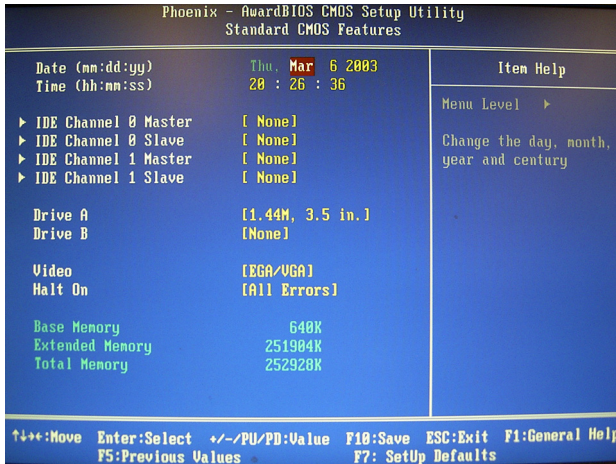 Phoenix - AwardBIOS CMOS Setup Utility
Standard CMOS Features
Date (mm:dd:yy) Thu, Mar 6 2003
Time (hh:mm:ss) 20 : 26 : 36
► IDE Channel 0 Master [ None]
► IDE Channel 0 Slave [ None]
► IDE Channel 1 Master [ None]
► IDE Channel 1 Slave [ None]
Drive A [1.44M, 3.5 in.]
Drive B [None]
Video [EGA/VGA]
Halt On [All Errors]
Base Memory 640K
Extended Memory 251904K
Total Memory 252928K
Item Help
Menu Level ►
Change the day, month,
year and century
↑↓→←:Move Enter:Select +/-/PU/PD:Value F10:Save ESC:Exit F1:General Help
F5:Previous Values F7: SetUp Defaults